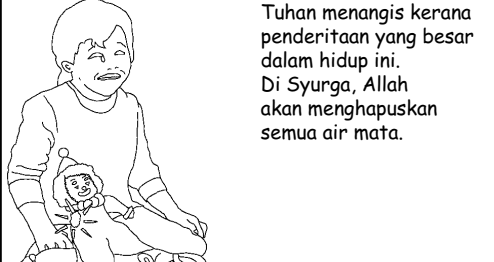 Tuhan menangis kerana
penderitaan yang besar
dalam hidup ini.
Di Syurga, Allah
akan menghapuskan
semua air mata.